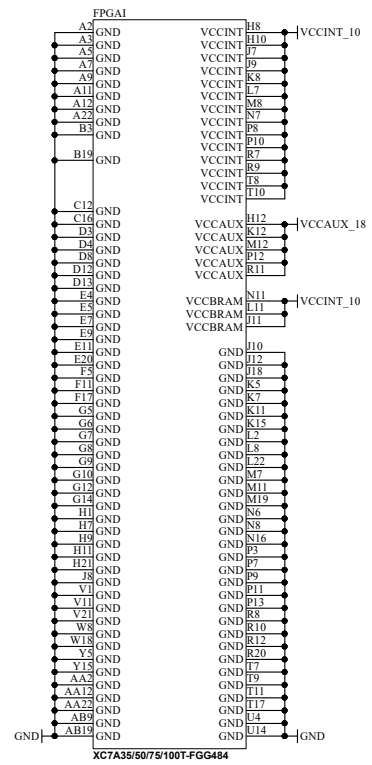 FPGAI
A2 GND
A3 GND
A5 GND
A7 GND
A9 GND
A11 GND
A12 GND
A22 GND
B3 GND
B19 GND
C12 GND
C16 GND
D3 GND
D4 GND
D8 GND
D12 GND
D13 GND
E4 GND
E5 GND
E7 GND
E9 GND
E11 GND
E20 GND
F5 GND
F11 GND
F17 GND
G5 GND
G6 GND
G7 GND
G8 GND
G9 GND
G10 GND
G12 GND
G14 GND
H1 GND
H7 GND
H9 GND
H11 GND
H21 GND
J8 GND
V1 GND
V11 GND
V21 GND
W8 GND
W18 GND
Y5 GND
Y15 GND
AA2 GND
AA12 GND
AA22 GND
AB9 GND
GND AB19 GND
VCCINT H8 VCCINT_10
VCCINT H10
VCCINT J7
VCCINT J9
VCCINT K8
VCCINT L7
VCCINT M8
VCCINT N7
VCCINT P8
VCCINT P10
VCCINT R7
VCCINT R9
VCCINT T8
VCCINT T10
VCCAUX H12 VCCAUX_18
VCCAUX K12
VCCAUX M12
VCCAUX P12
VCCAUX R11
VCCBRAM N11 VCCINT_10
VCCBRAM L11
VCCBRAM J11
GND J10
GND J12
GND J18
GND K5
GND K7
GND K11
GND K15
GND L2
GND L8
GND L22
GND M7
GND M11
GND M19
GND N6
GND N8
GND N16
GND P3
GND P7
GND P9
GND P11
GND P13
GND R8
GND R10
GND R12
GND R20
GND T7
GND T9
GND T11
GND T17
GND U4
GND U14 GND
XC7A35/50/75/100T-FGG484